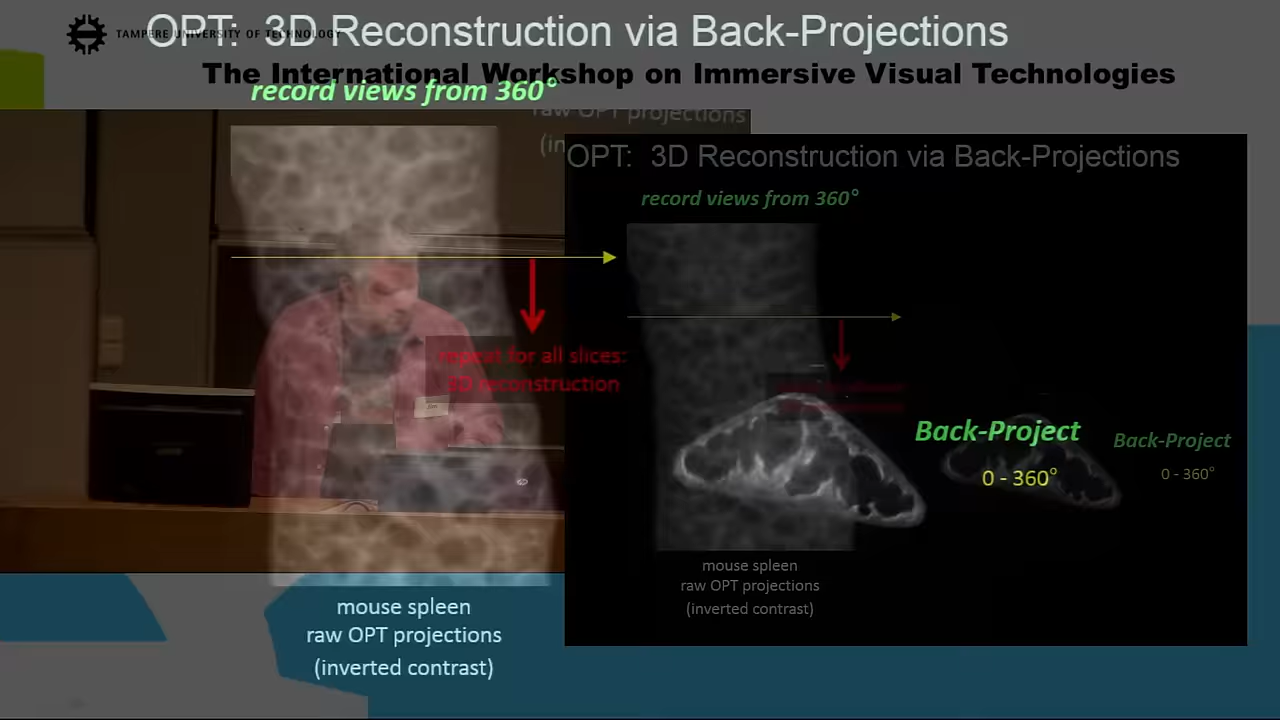 OPT: 3D Reconstruction via Back-Projections
TAMPERE UNIVERSITY OF TECHNOLOGY
The International Workshop on Immersive Visual Technologies
record views from 360°
raw OPT projections
(in
OPT: 3D Reconstruction via Back-Projections
record views from 360°
repeat for all slices:
3D reconstruction
Back-Project
0 - 360°
Back-Project
0 - 360°
mouse spleen
raw OPT projections
(inverted contrast)
mouse spleen
raw OPT projections
(inverted contrast)